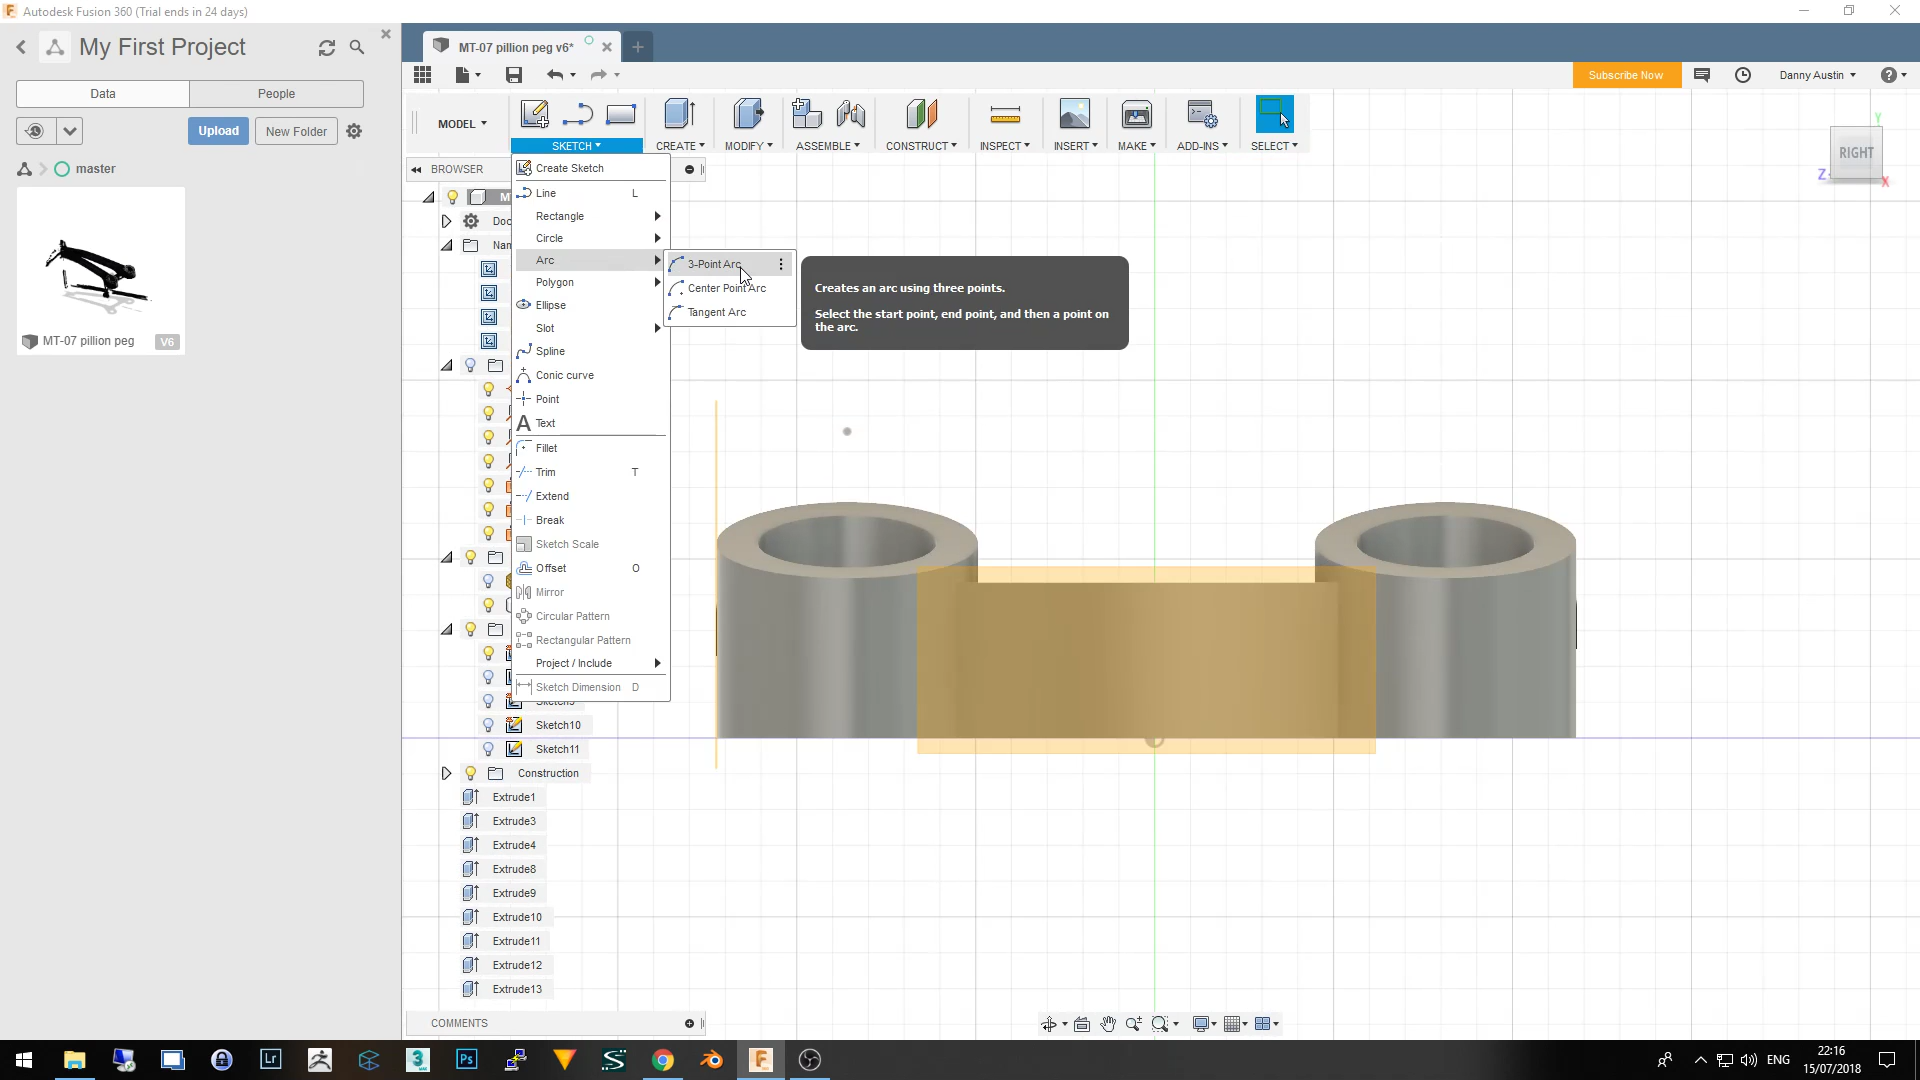 Autodesk Fusion 360 (Trial ends in 24 days)
My First Project
MT-07 pillion peg v6*
Subscribe Now
Danny Austin
Data
People
Upload
New Folder
master
MT-07 pillion peg
V6
MODEL
SKETCH
CREATE
MODIFY
ASSEMBLE
CONSTRUCT
INSPECT
INSERT
MAKE
ADD-INS
SELECT
BROWSER
M
Doc
Nam
Create Sketch
Line L
Rectangle
Circle
Arc
Polygon
Ellipse
Slot
Spline
Conic curve
Point
Text
Fillet
Trim T
Extend
Break
Sketch Scale
Offset O
Mirror
Circular Pattern
Rectangular Pattern
Project / Include
Sketch Dimension D
3-Point Arc
Center Point Arc
Tangent Arc
Creates an arc using three points.
Select the start point, end point, and then a point on
the arc.
RIGHT
Y
Z
X
Sketch10
Sketch11
Construction
Extrude1
Extrude3
Extrude4
Extrude8
Extrude9
Extrude10
Extrude11
Extrude12
Extrude13
COMMENTS
Lr
Ps
ENG
22:16
15/07/2018